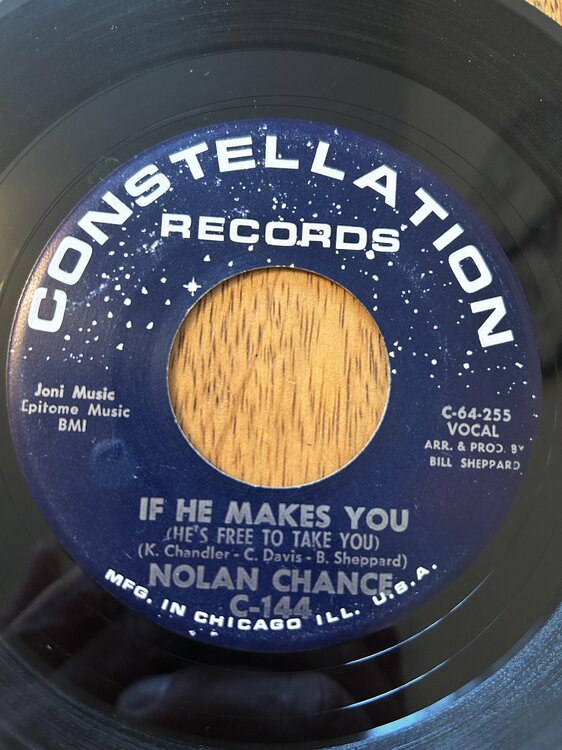 CONSTELLATION
RECORDS
Joni Music
Epitome Music
BMI
C-64-255
VOCAL
ARR. & PROD. BY
BILL SHEPPARD
IF HE MAKES YOU
(HE'S FREE TO TAKE YOU)
(K. Chandler - C. Davis - B. Sheppard)
NOLAN CHANCE
C-144
MFG. IN CHICAGO ILL. U.S.A.